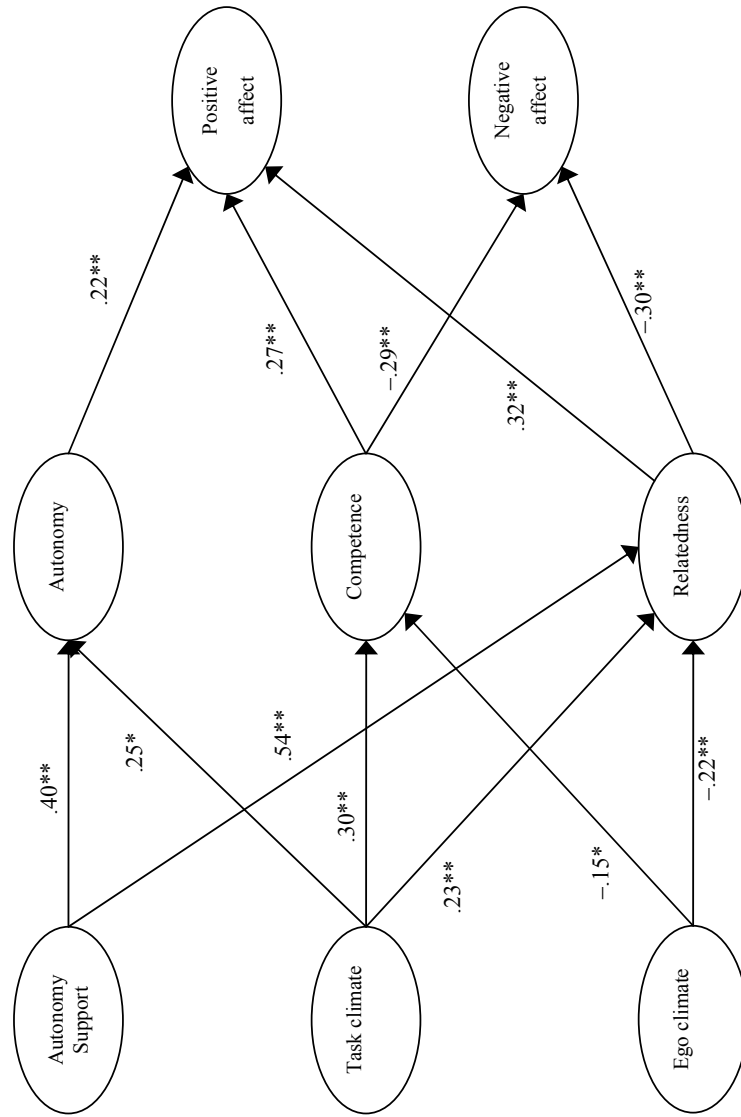 Autonomy
Support
Task climate
Ego climate
.40**
.25*
.54**
.30**
.23**
–.15*
–.22**
Autonomy
Competence
Relatedness
.22**
.27**
–.29**
.32**
–.30**
Positive
affect
Negative
affect